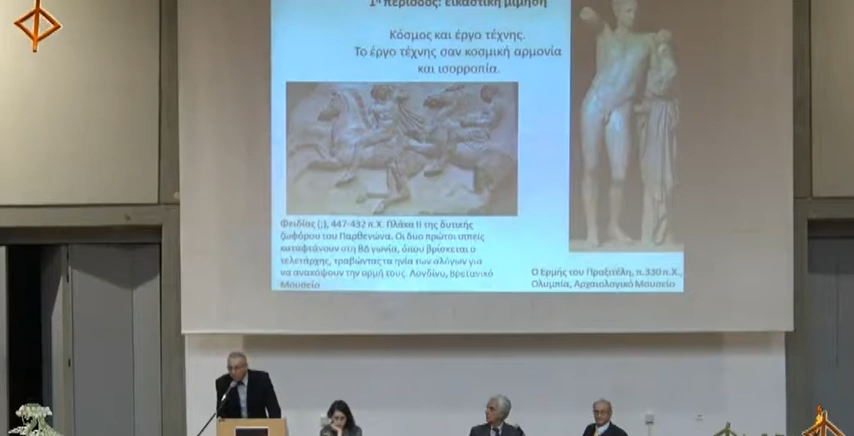 1η περίοδος: εικαστική μίμηση
Κόσμος και έργο τέχνης.
Το έργο τέχνης σαν κοσμική αρμονία
και ισορροπία.
Φειδίας (;), 447-432 π.Χ. Πλάκα ΙΙ της δυτικής
ζωφόρου του Παρθενώνα. Οι δυο πρώτοι ιππείς
καταφτάνουν στη ΒΔ γωνία, όπου βρίσκεται ο
τελετάρχης, τραβώντας τα ηνία των αλόγων για
να ανακόψουν την ορμή τους. Λονδίνο, Βρετανικό
Μουσείο
Ο Ερμής του Πραξιτέλη, π.330 π.Χ.,
Ολυμπία, Αρχαιολογικό Μουσείο